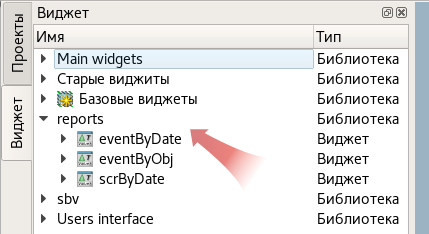 Виджет
Имя Тип
Main widgets Библиотека
Старые виджиты Библиотека
Базовые виджеты Библиотека
reports Библиотека
eventByDate Виджет
eventByObj Виджет
scrByDate Виджет
sbv Библиотека
Users interface Библиотека
Проекты
Виджет